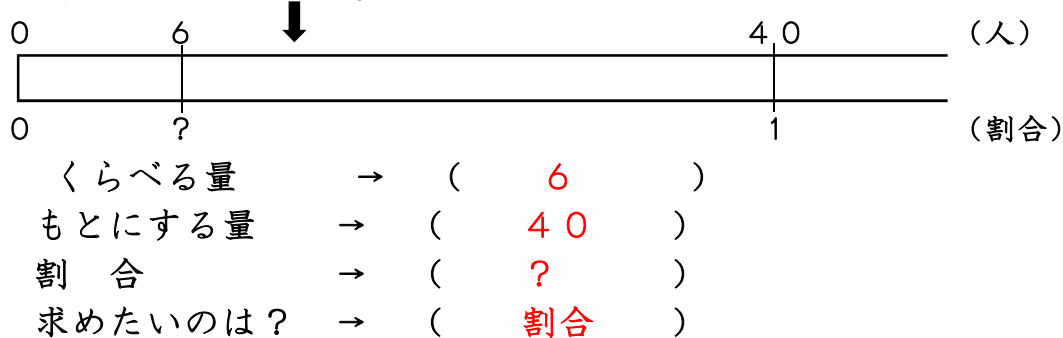 0 6 40 (人)
0 ? 1 (割合)
くらべる量 → ( 6 )
もとにする量 → ( 40 )
割 合 → ( ? )
求めたいのは? → ( 割合 )